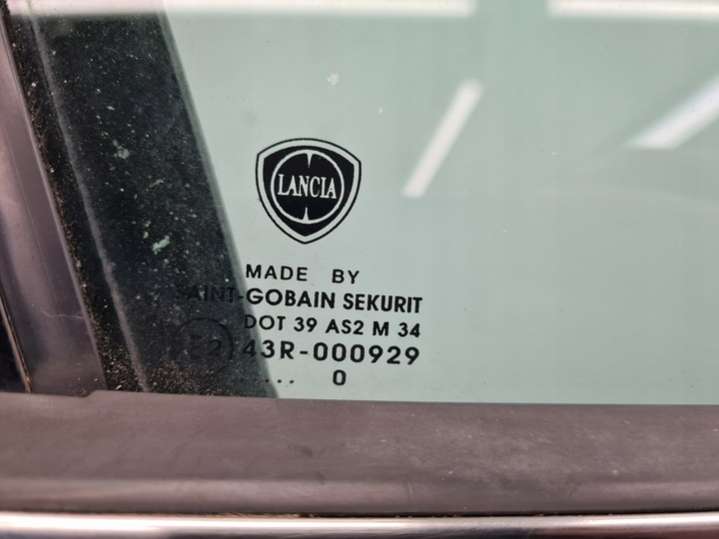 LANCIA
MADE BY
SAINT-GOBAIN SEKURIT
DOT 39 AS2 M 34
E2 43R-000929
.... 0